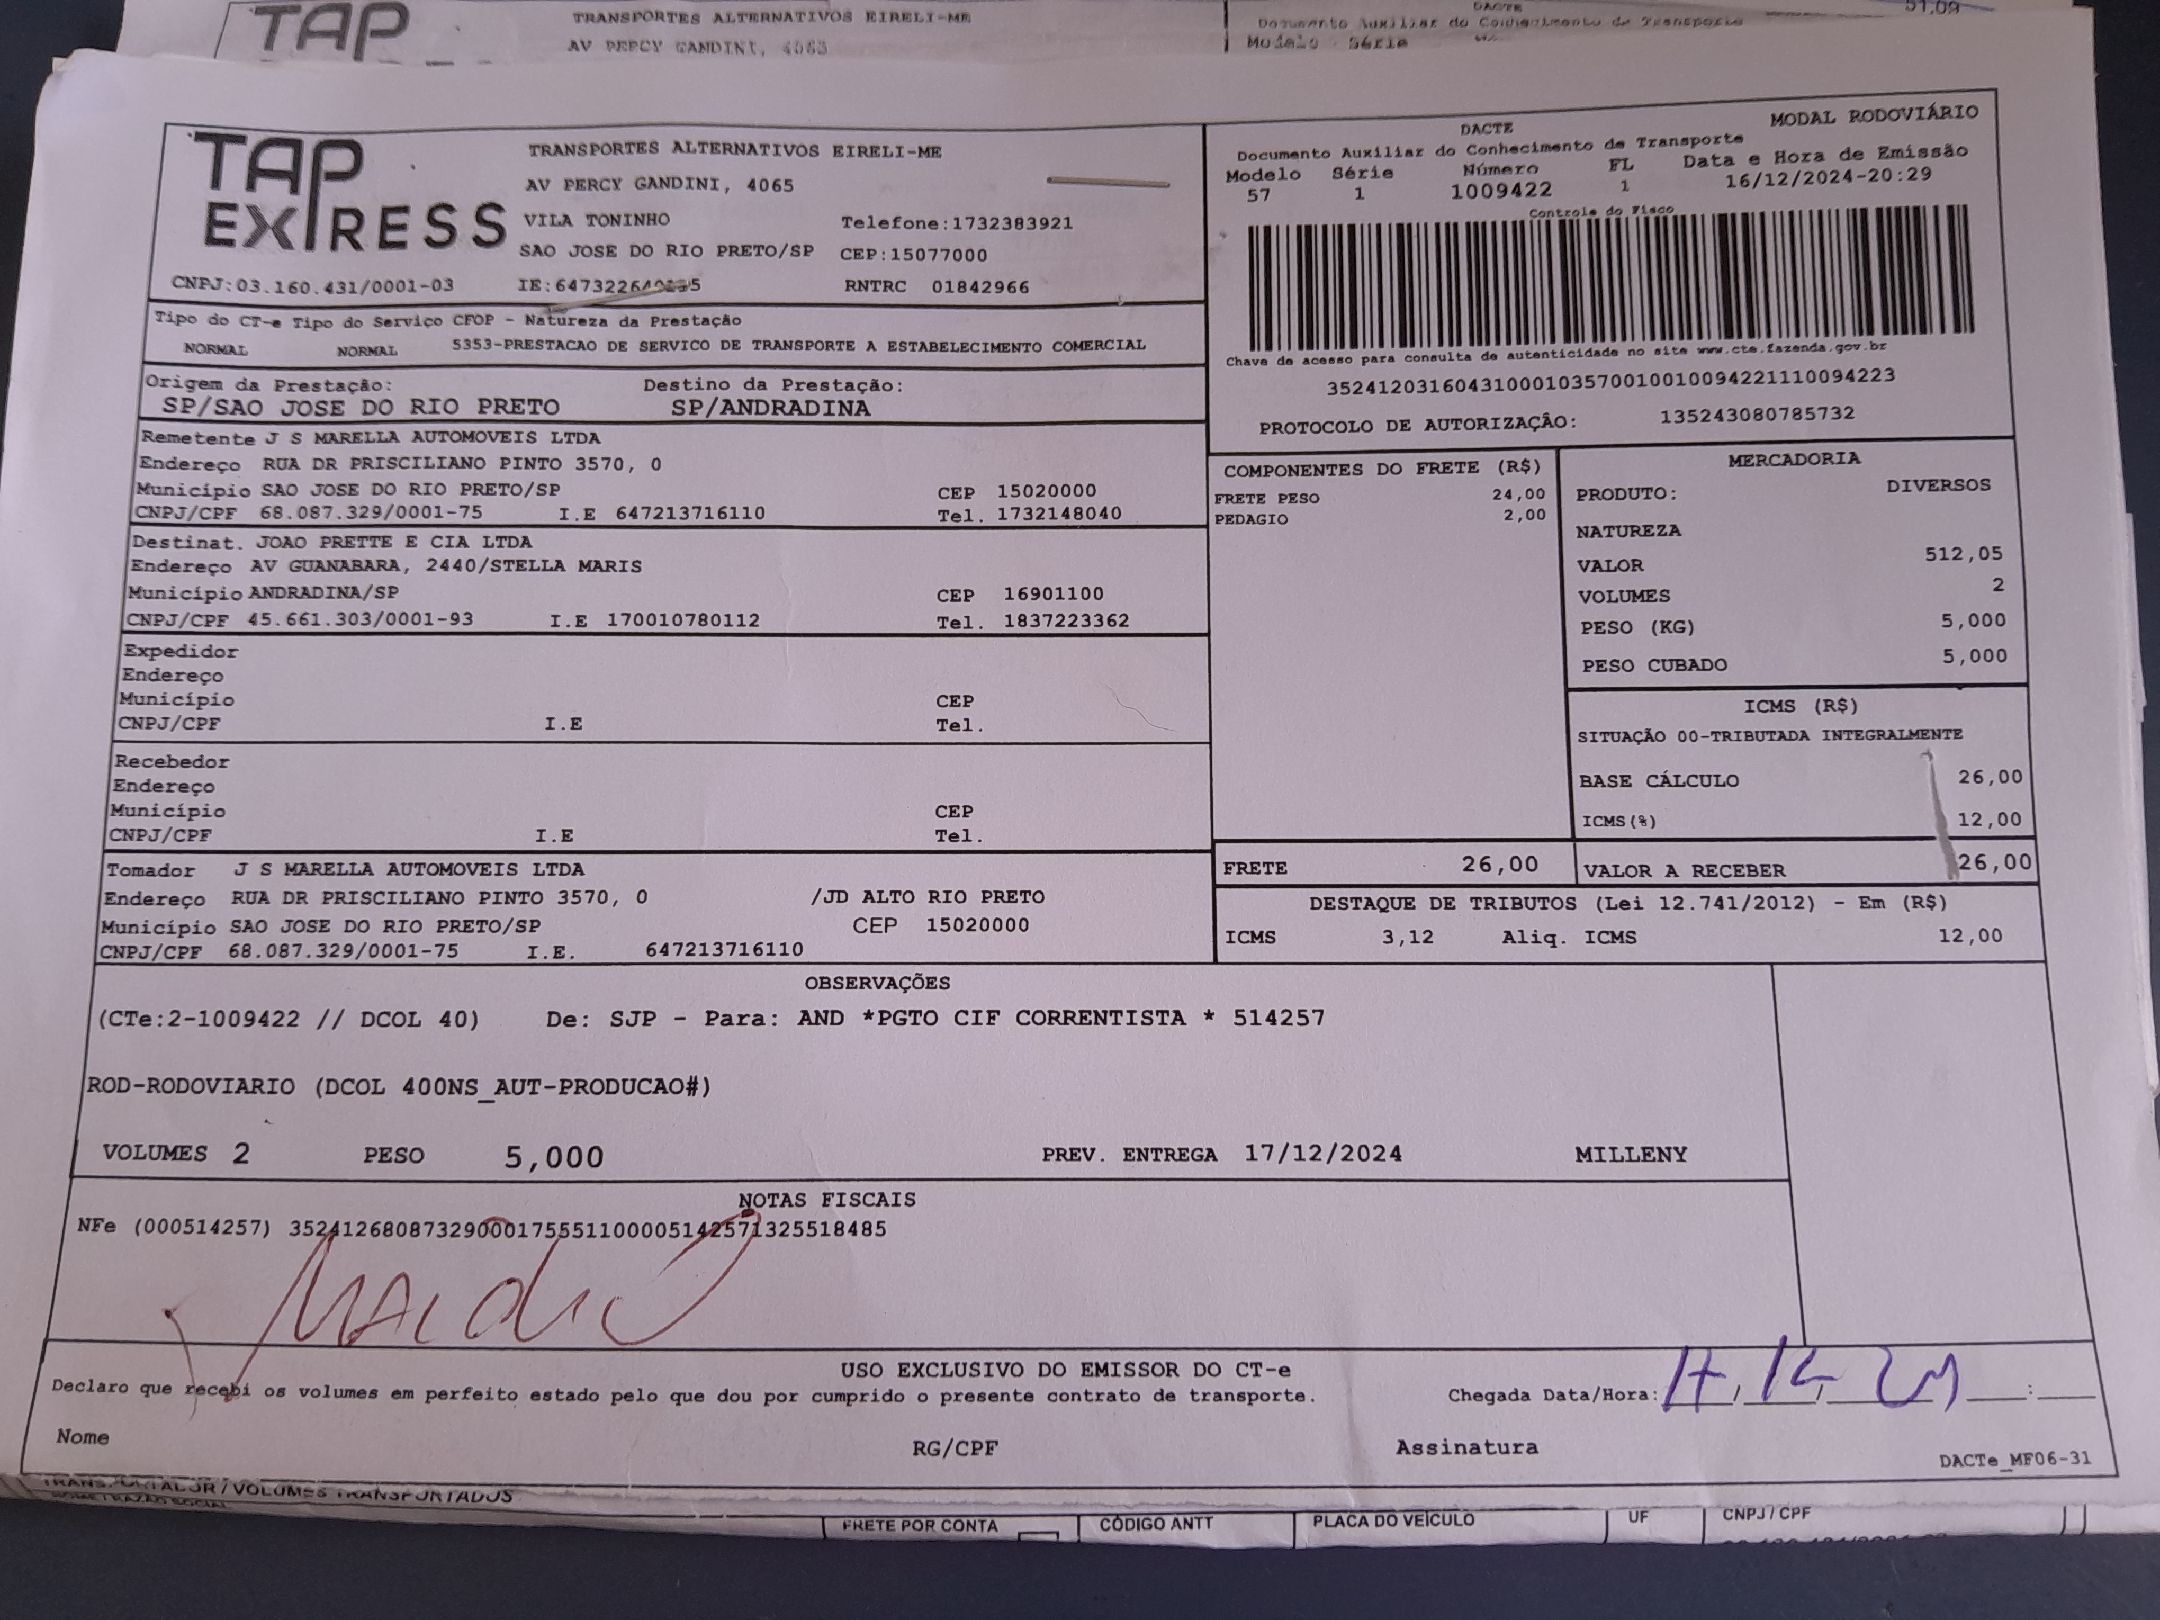 TAP
TRANSPORTES ALTERNATIVOS EIRELI-ME
AV PERCY GANDINI, 4065
DACTE
Documento Auxiliar do Conhecimento de Transporte
Modelo Série
51,09
TAP EXPRESS
TRANSPORTES ALTERNATIVOS EIRELI-ME
AV PERCY GANDINI, 4065
VILA TONINHO Telefone:1732383921
SAO JOSE DO RIO PRETO/SP CEP:15077000
CNPJ:03.160.431/0001-03 RNTRC 01842966
MODAL RODOVIÁRIO
DACTE
Documento Auxiliar do Conhecimento de Transporte
Modelo Série Número FL Data e Hora de Emissão
57 1 1009422 1 16/12/2024-20:29
Controle do Fisco
Chave de acesso para consulta de autenticidade no site www.cte.fazenda.gov.br
35241203160431000103570010010094221110094223
PROTOCOLO DE AUTORIZAÇÃO: 135243080785732
Tipo do CT-e Tipo do Serviço CFOP - Natureza da Prestação
NORMAL NORMAL 5353-PRESTACAO DE SERVICO DE TRANSPORTE A ESTABELECIMENTO COMERCIAL
Origem da Prestação: Destino da Prestação:
SP/SAO JOSE DO RIO PRETO SP/ANDRADINA
Remetente J S MARELLA AUTOMOVEIS LTDA
Endereço RUA DR PRISCILIANO PINTO 3570, 0
Município SAO JOSE DO RIO PRETO/SP CEP 15020000
CNPJ/CPF 68.087.329/0001-75 I.E 647213716110 Tel. 1732148040
Destinat. JOAO PRETTE E CIA LTDA
Endereço AV GUANABARA, 2440/STELLA MARIS
Município ANDRADINA/SP CEP 16901100
CNPJ/CPF 45.661.303/0001-93 I.E 170010780112 Tel. 1837223362
Expedidor
Endereço
Município CEP
CNPJ/CPF I.E Tel.
Recebedor
Endereço
Município CEP
CNPJ/CPF I.E Tel.
Tomador J S MARELLA AUTOMOVEIS LTDA
Endereço RUA DR PRISCILIANO PINTO 3570, 0 /JD ALTO RIO PRETO
Município SAO JOSE DO RIO PRETO/SP CEP 15020000
CNPJ/CPF 68.087.329/0001-75 I.E. 647213716110
COMPONENTES DO FRETE (R$)
FRETE PESO 24,00
PEDAGIO 2,00
MERCADORIA
PRODUTO: DIVERSOS
NATUREZA
VALOR 512,05
VOLUMES 2
PESO (KG) 5,000
PESO CUBADO 5,000
ICMS (R$)
SITUAÇÃO 00-TRIBUTADA INTEGRALMENTE
BASE CÁLCULO 26,00
ICMS(%) 12,00
FRETE 26,00 VALOR A RECEBER 26,00
DESTAQUE DE TRIBUTOS (Lei 12.741/2012) - Em (R$)
ICMS 3,12 Aliq. ICMS 12,00
OBSERVAÇÕES
(CTe:2-1009422 // DCOL 40) De: SJP - Para: AND *PGTO CIF CORRENTISTA * 514257
ROD-RODOVIARIO (DCOL 400NS_AUT-PRODUCAO#)
VOLUMES 2 PESO 5,000 PREV. ENTREGA 17/12/2024 MILLENY
NOTAS FISCAIS
NFe (000514257) 35241268087329000175551100005142571325518485
USO EXCLUSIVO DO EMISSOR DO CT-e
Declaro que recebi os volumes em perfeito estado pelo que dou por cumprido o presente contrato de transporte. Chegada Data/Hora:
Nome RG/CPF Assinatura
DACTe_MF06-31
/VOLUMES TRANSPORTADOS
FRETE POR CONTA CÓDIGO ANTT PLACA DO VEÍCULO UF CNPJ/CPF